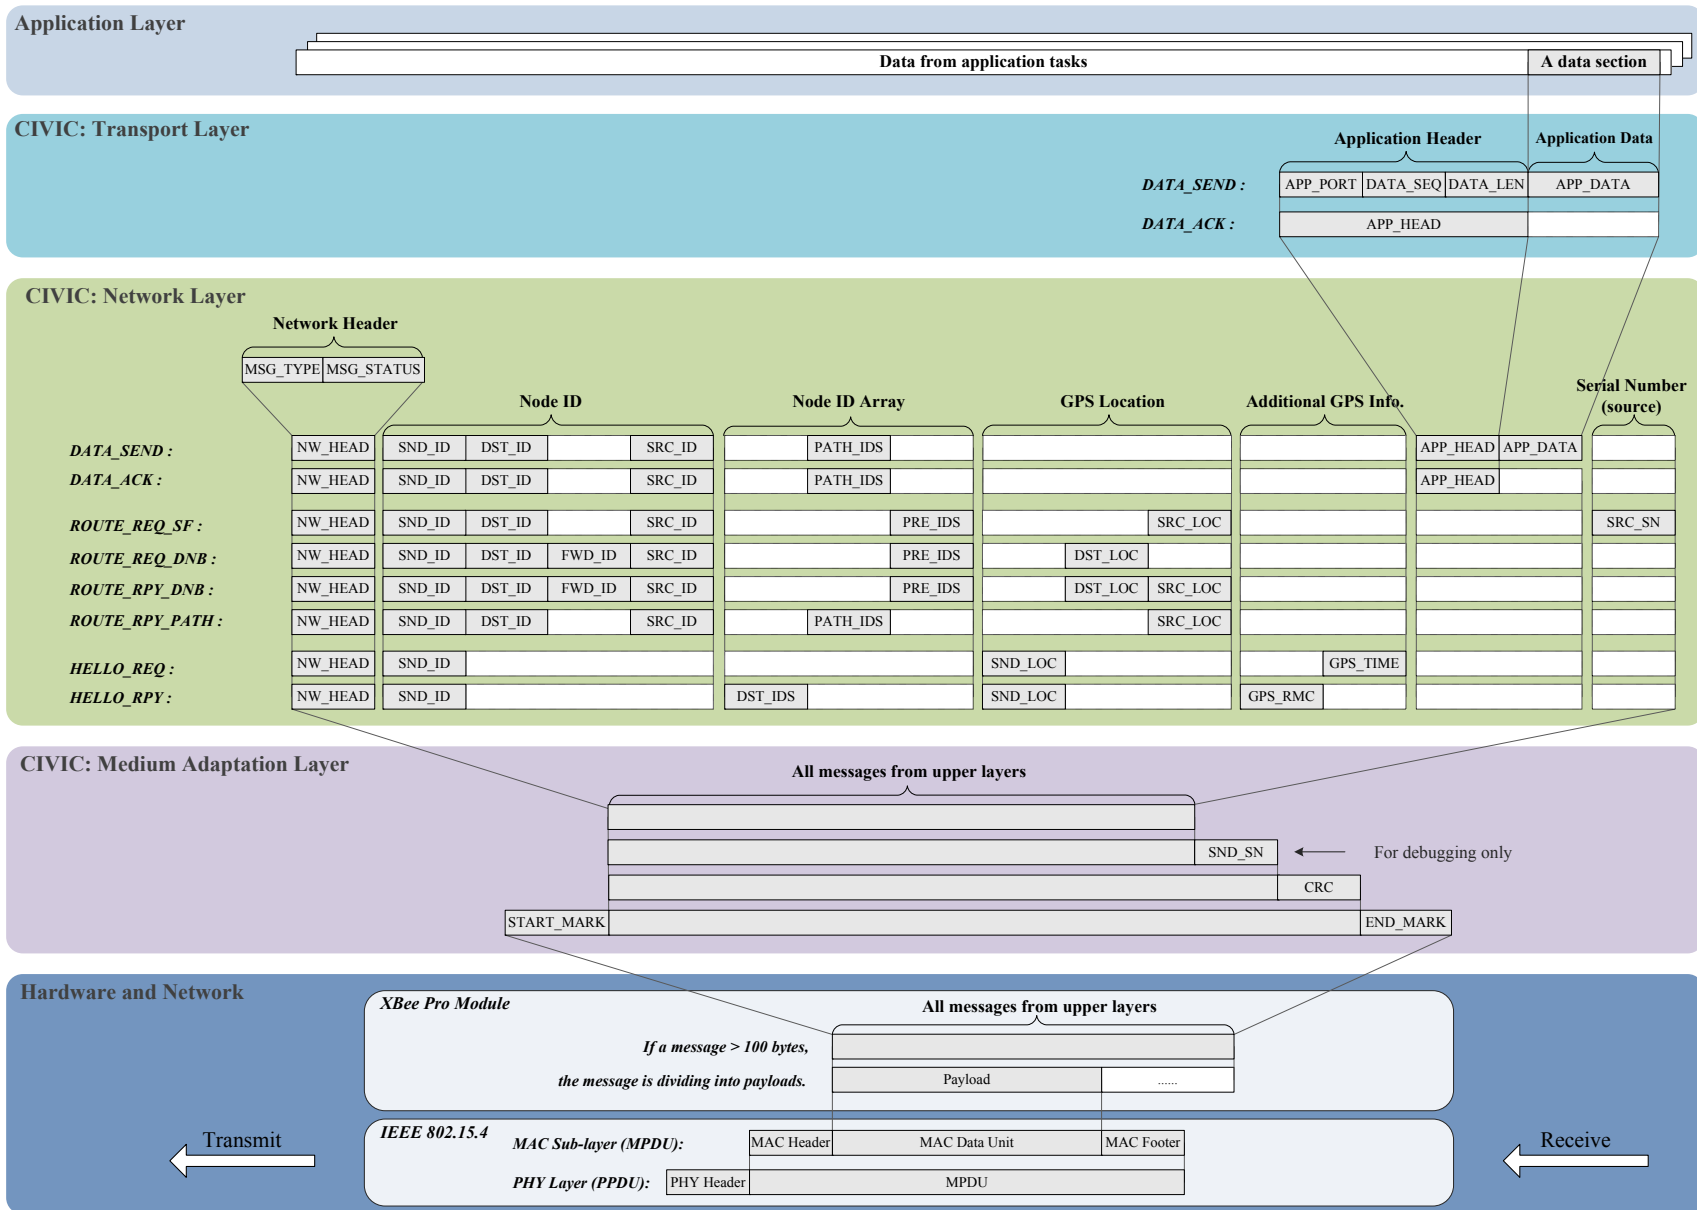 Application Layer
Data from application tasks
A data section
CIVIC: Transport Layer
Application Header
Application Data
DATA_SEND : APP_PORT DATA_SEQ DATA_LEN APP_DATA
DATA_ACK : APP_HEAD
CIVIC: Network Layer
Network Header
MSG_TYPE MSG_STATUS
Node ID
Node ID Array
GPS Location
Additional GPS Info.
Serial Number
(source)
DATA_SEND : NW_HEAD SND_ID DST_ID SRC_ID PATH_IDS APP_HEAD APP_DATA
DATA_ACK : NW_HEAD SND_ID DST_ID SRC_ID PATH_IDS APP_HEAD
ROUTE_REQ_SF : NW_HEAD SND_ID DST_ID SRC_ID PRE_IDS SRC_LOC SRC_SN
ROUTE_REQ_DNB : NW_HEAD SND_ID DST_ID FWD_ID SRC_ID PRE_IDS DST_LOC
ROUTE_RPY_DNB : NW_HEAD SND_ID DST_ID FWD_ID SRC_ID PRE_IDS DST_LOC SRC_LOC
ROUTE_RPY_PATH : NW_HEAD SND_ID DST_ID SRC_ID PATH_IDS SRC_LOC
HELLO_REQ : NW_HEAD SND_ID SND_LOC GPS_TIME
HELLO_RPY : NW_HEAD SND_ID DST_IDS SND_LOC GPS_RMC
CIVIC: Medium Adaptation Layer
All messages from upper layers
SND_SN
For debugging only
CRC
START_MARK END_MARK
Hardware and Network
XBee Pro Module
All messages from upper layers
If a message > 100 bytes,
the message is dividing into payloads. Payload ......
IEEE 802.15.4
MAC Sub-layer (MPDU): MAC Header MAC Data Unit MAC Footer
PHY Layer (PPDU): PHY Header MPDU
Transmit
Receive